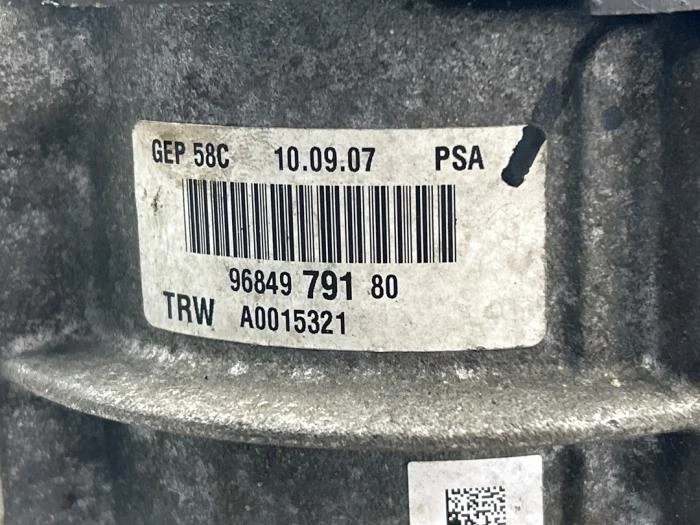 GEP 58C 10.09.07 PSA
96849 791 80
TRW A0015321